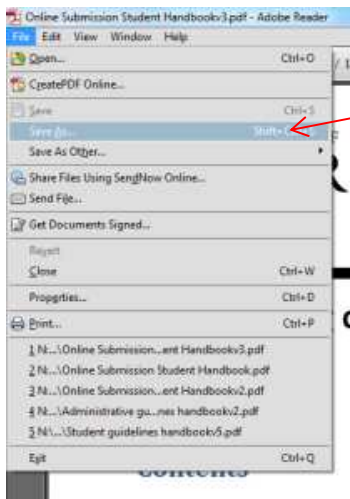 Online Submission Student Handbookv3.pdf - Adobe Reader
File Edit View Window Help
Open... Ctrl+O
CreatePDF Online...
Save Ctrl+S
Save As... Shift+
Save As Other...
Share Files Using SendNow Online...
Send File...
Get Documents Signed...
Revert
Close Ctrl+W
Properties... Ctrl+D
Print... Ctrl+P
1 N:...\Online Submission...ent Handbookv3.pdf
2 N:...\Online Submission Student Handbook.pdf
3 N:...\Online Submission...ent Handbookv2.pdf
4 N:...\Administrative gu...nes handbookv2.pdf
5 N:\...\Student guidelines handbookv5.pdf
Exit Ctrl+Q
Contents